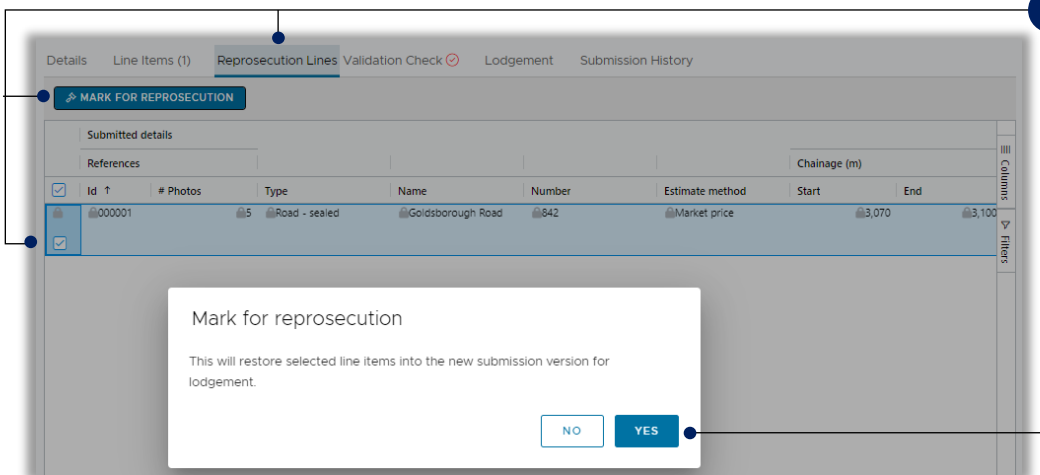 Details Line Items (1) Reprosecution Lines Validation Check Lodgement Submission History
MARK FOR REPROSECUTION
Submitted details
References Chainage (m)
Id ↑ # Photos Type Name Number Estimate method Start End
000001 5 Road - sealed Goldsborough Road 842 Market price 3,070 3,100
Columns
Filters
Mark for reprosecution
This will restore selected line items into the new submission version for
lodgement.
NO YES